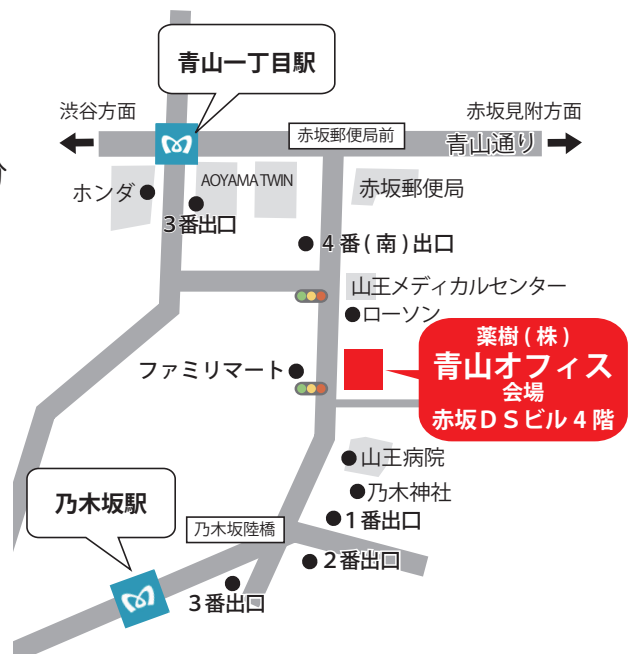 青山一丁目駅
渋谷方面
赤坂見附方面
赤坂郵便局前
青山通り
ホンダ
AOYAMA TWIN
赤坂郵便局
3番出口
4番(南)出口
山王メディカルセンター
ローソン
薬樹(株)
青山オフィス
会場
赤坂DSビル4階
ファミリマート
山王病院
乃木神社
乃木坂駅
乃木坂陸橋
1番出口
2番出口
3番出口